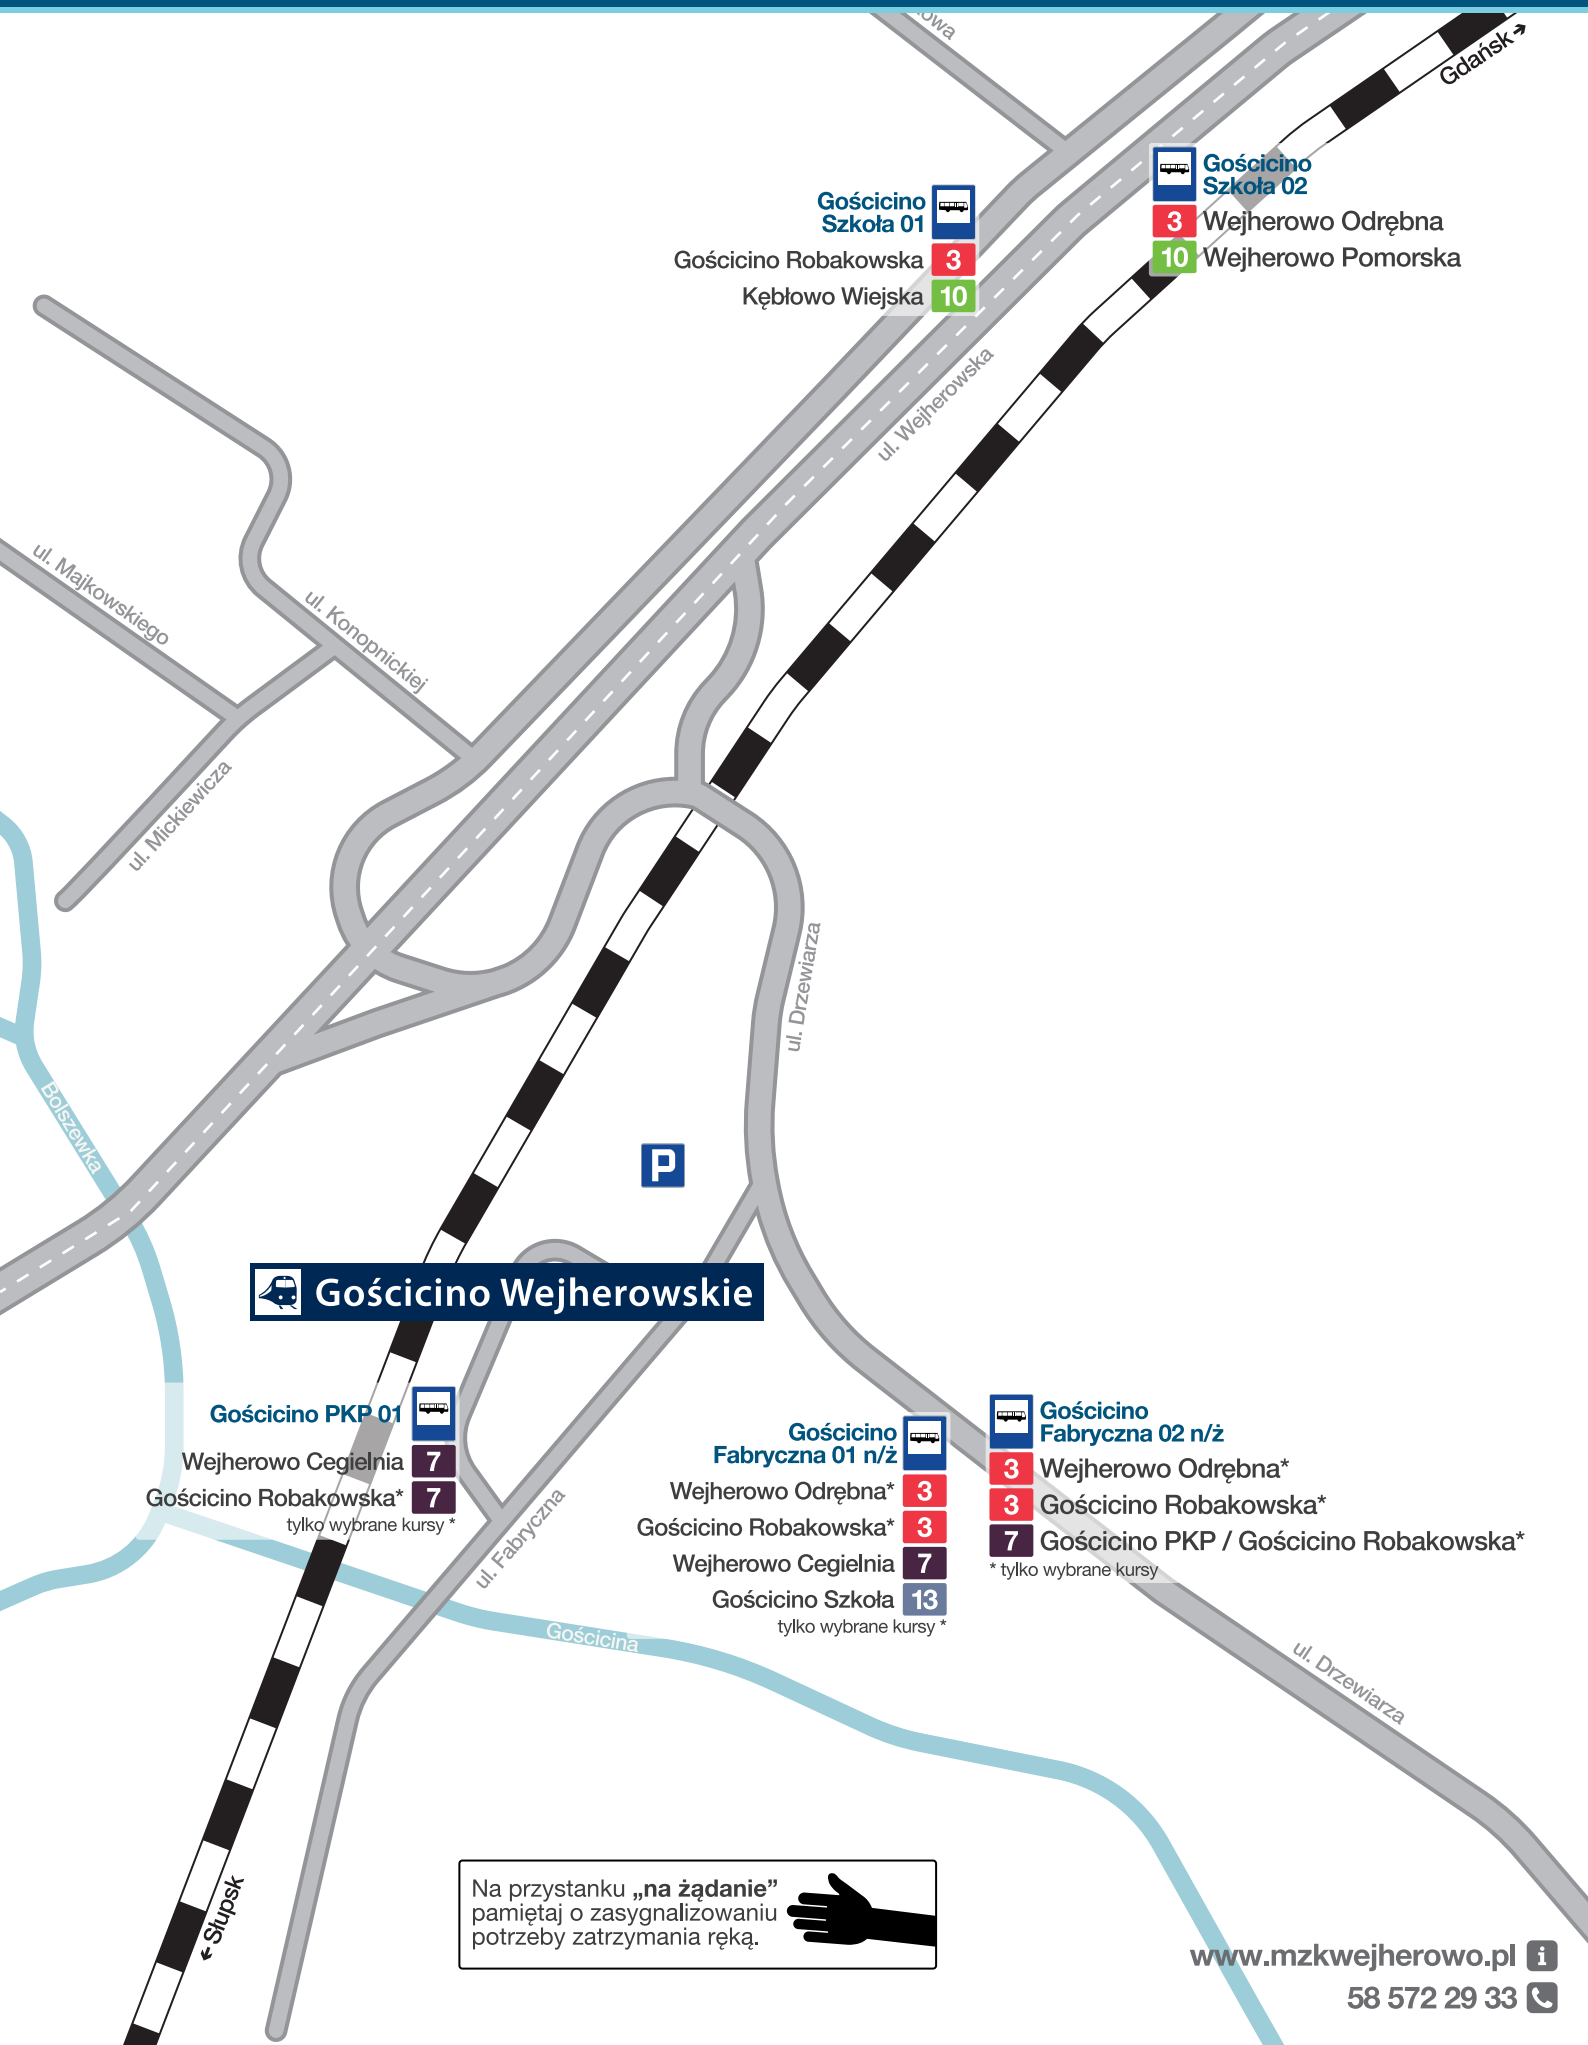 Gdańsk →
Gościcino
Szkoła 02
3 Wejherowo Odrębna
10 Wejherowo Pomorska
Gościcino
Szkoła 01
Gościcino Robakowska 3
Kębłowo Wiejska 10
ul. Wejherowska
ul. Majkowskiego
ul. Konopnickiej
ul. Mickiewicza
ul. Drzewiarza
Bolszewka
P
Gościcino Wejherowskie
Gościcino PKP 01
Wejherowo Cegielnia 7
Gościcino Robakowska* 7
tylko wybrane kursy *
ul. Fabryczna
Gościcino
Fabryczna 01 n/ż
Wejherowo Odrębna* 3
Gościcino Robakowska* 3
Wejherowo Cegielnia 7
Gościcino Szkoła 13
tylko wybrane kursy *
Gościcino
Fabryczna 02 n/ż
3 Wejherowo Odrębna*
3 Gościcino Robakowska*
7 Gościcino PKP / Gościcino Robakowska*
* tylko wybrane kursy
Gościcina
ul. Drzewiarza
← Słupsk
Na przystanku „na żądanie”
pamiętaj o zasygnalizowaniu
potrzeby zatrzymania ręką.
www.mzkwejherowo.pl i
58 572 29 33